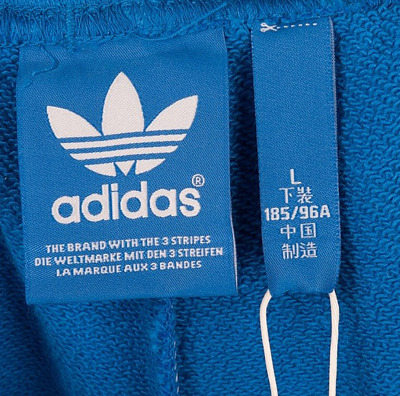 adidas®
THE BRAND WITH THE 3 STRIPES
DIE WELTMARKE MIT DEN 3 STREIFEN
LA MARQUE AUX 3 BANDES
L
下装
185/96A
中国
制造